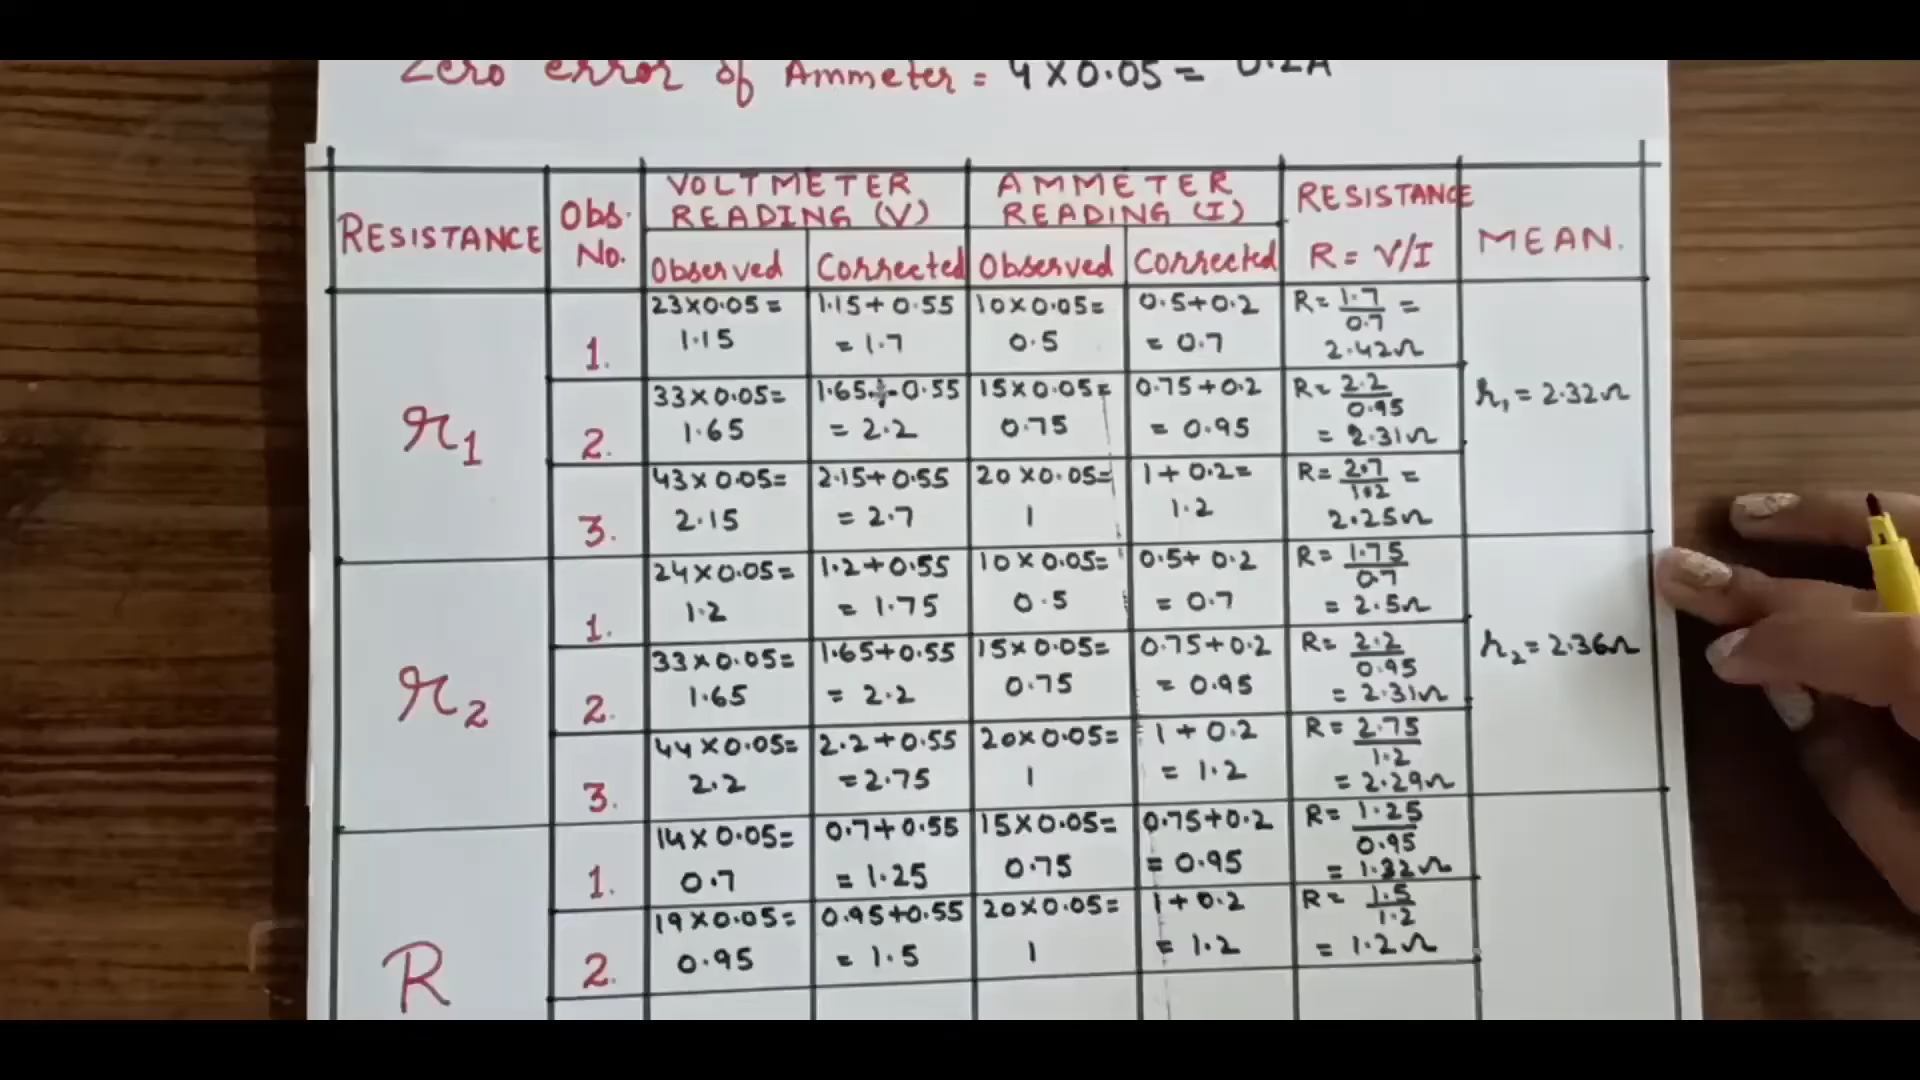 Zero error of Ammeter = 4 x 0.05 = 0.2A
RESISTANCE
Obs. No.
VOLTMETER READING (V)
AMMETER READING (I)
RESISTANCE R = V/I
MEAN.
Observed
Corrected
Observed
Corrected
r1
1.
23 x 0.05 = 1.15
1.15 + 0.55 = 1.7
10 x 0.05 = 0.5
0.5 + 0.2 = 0.7
R = 1.7/0.7 = 2.42Ω
2.
33 x 0.05 = 1.65
1.65 + 0.55 = 2.2
15 x 0.05 = 0.75
0.75 + 0.2 = 0.95
R = 2.2/0.95 = 2.31Ω
r1 = 2.32Ω
3.
43 x 0.05 = 2.15
2.15 + 0.55 = 2.7
20 x 0.05 = 1
1 + 0.2 = 1.2
R = 2.7/1.2 = 2.25Ω
r2
1.
24 x 0.05 = 1.2
1.2 + 0.55 = 1.75
10 x 0.05 = 0.5
0.5 + 0.2 = 0.7
R = 1.75/0.7 = 2.5Ω
2.
33 x 0.05 = 1.65
1.65 + 0.55 = 2.2
15 x 0.05 = 0.75
0.75 + 0.2 = 0.95
R = 2.2/0.95 = 2.31Ω
r2 = 2.36Ω
3.
44 x 0.05 = 2.2
2.2 + 0.55 = 2.75
20 x 0.05 = 1
1 + 0.2 = 1.2
R = 2.75/1.2 = 2.29Ω
R
1.
14 x 0.05 = 0.7
0.7 + 0.55 = 1.25
15 x 0.05 = 0.75
0.75 + 0.2 = 0.95
R = 1.25/0.95 = 1.32Ω
2.
19 x 0.05 = 0.95
0.95 + 0.55 = 1.5
20 x 0.05 = 1
1 + 0.2 = 1.2
R = 1.5/1.2 = 1.2Ω